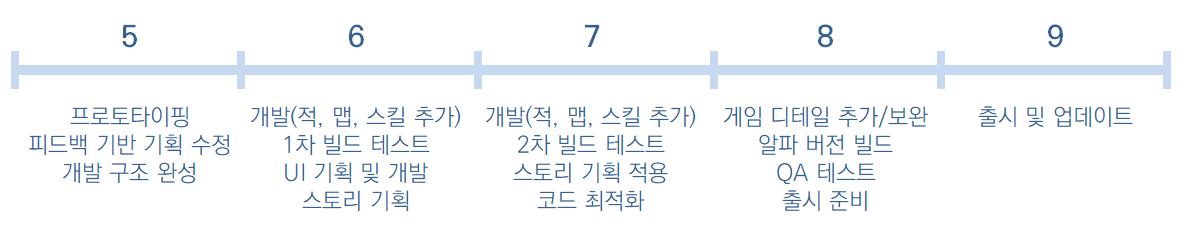 5
프로토타이핑
피드백 기반 기획 수정
개발 구조 완성
6
개발(적, 맵, 스킬 추가)
1차 빌드 테스트
UI 기획 및 개발
스토리 기획
7
개발(적, 맵, 스킬 추가)
2차 빌드 테스트
스토리 기획 적용
코드 최적화
8
게임 디테일 추가/보완
알파 버전 빌드
QA 테스트
출시 준비
9
출시 및 업데이트